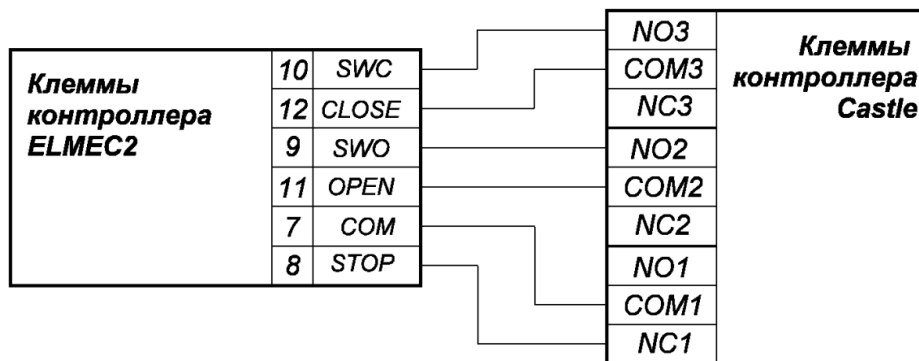 Клеммы
контроллера
ELMEC2
10 SWC
12 CLOSE
9 SWO
11 OPEN
7 COM
8 STOP
NO3
COM3
NC3
NO2
COM2
NC2
NO1
COM1
NC1
Клеммы
контроллера
Castle